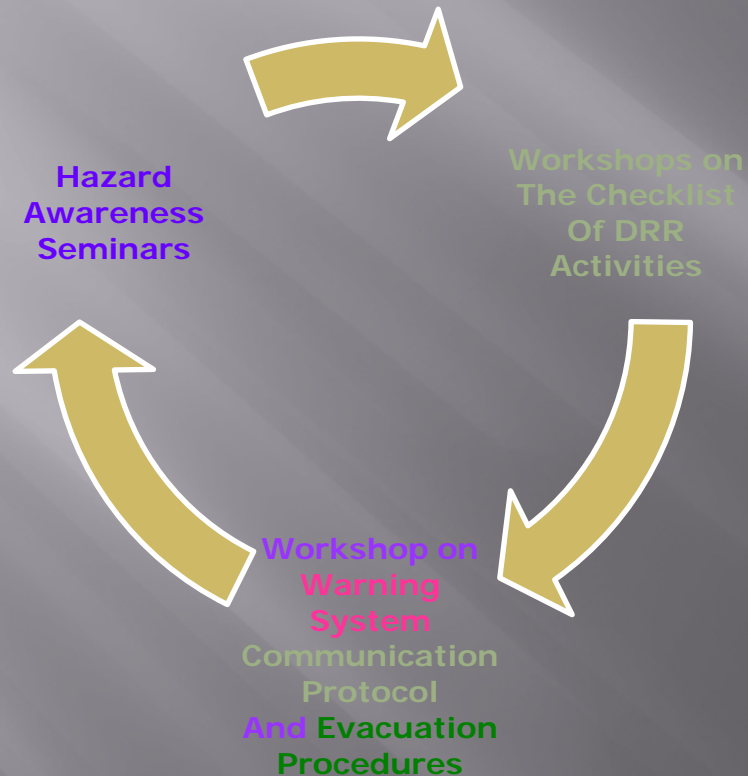 Hazard
Awareness
Seminars
Workshops on
The Checklist
Of DRR
Activities
Workshop on
Warning
System
Communication
Protocol
And Evacuation
Procedures